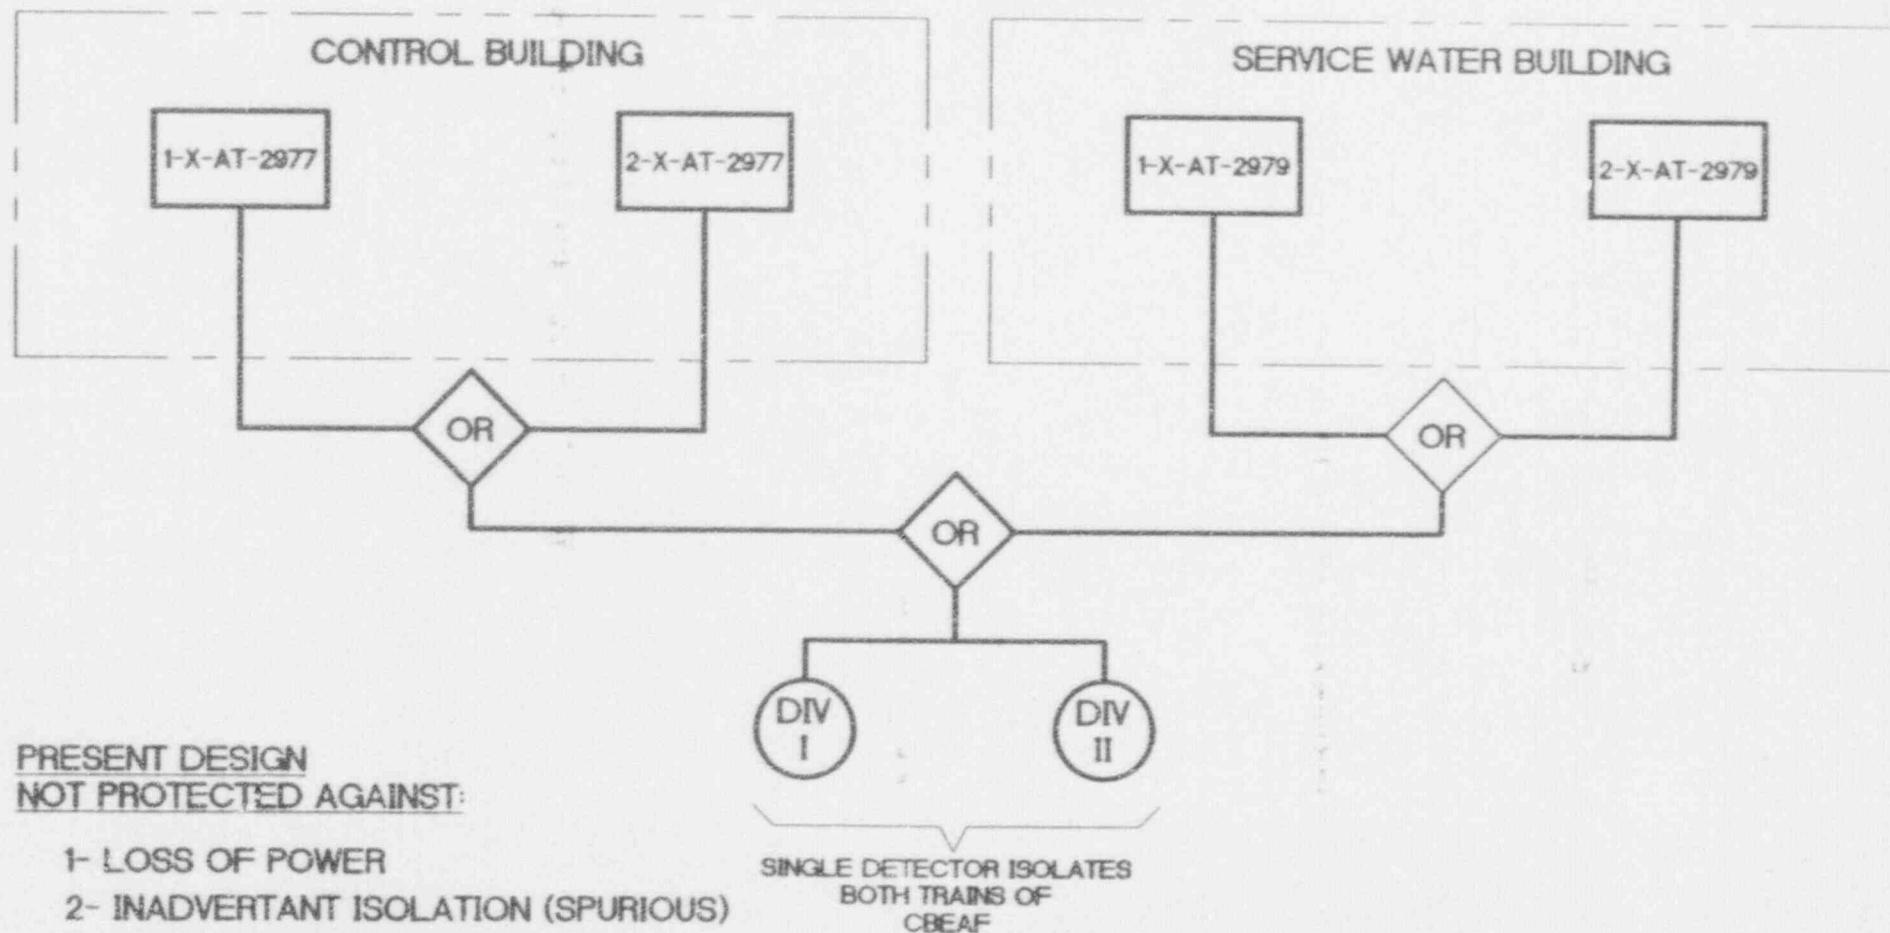 CONTROL BUILDING
SERVICE WATER BUILDING
1-X-AT-2977
2-X-AT-2977
1-X-AT-2979
2-X-AT-2979
OR
OR
OR
DIV
I
DIV
II
PRESENT DESIGN
NOT PROTECTED AGAINST:
1- LOSS OF POWER
2- INADVERTANT ISOLATION (SPURIOUS)
SINGLE DETECTOR ISOLATES
BOTH TRAINS OF
CBEAF